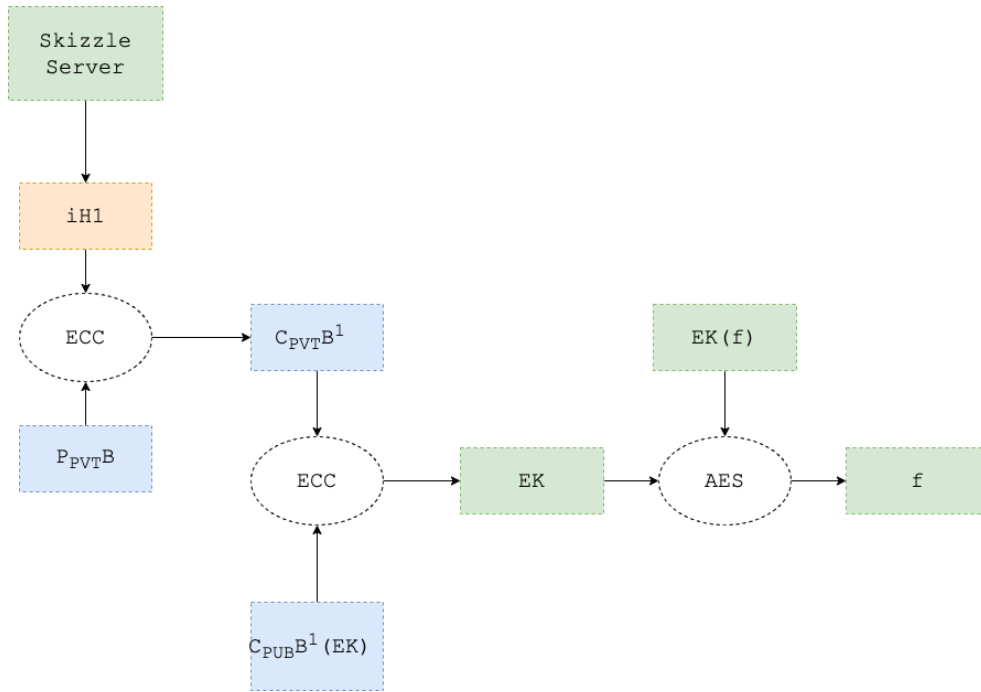 Skizzle
Server
iH1
ECC
C_PVT B^1
EK(f)
P_PVT B
ECC
EK
AES
f
C_PUB B^1(EK)